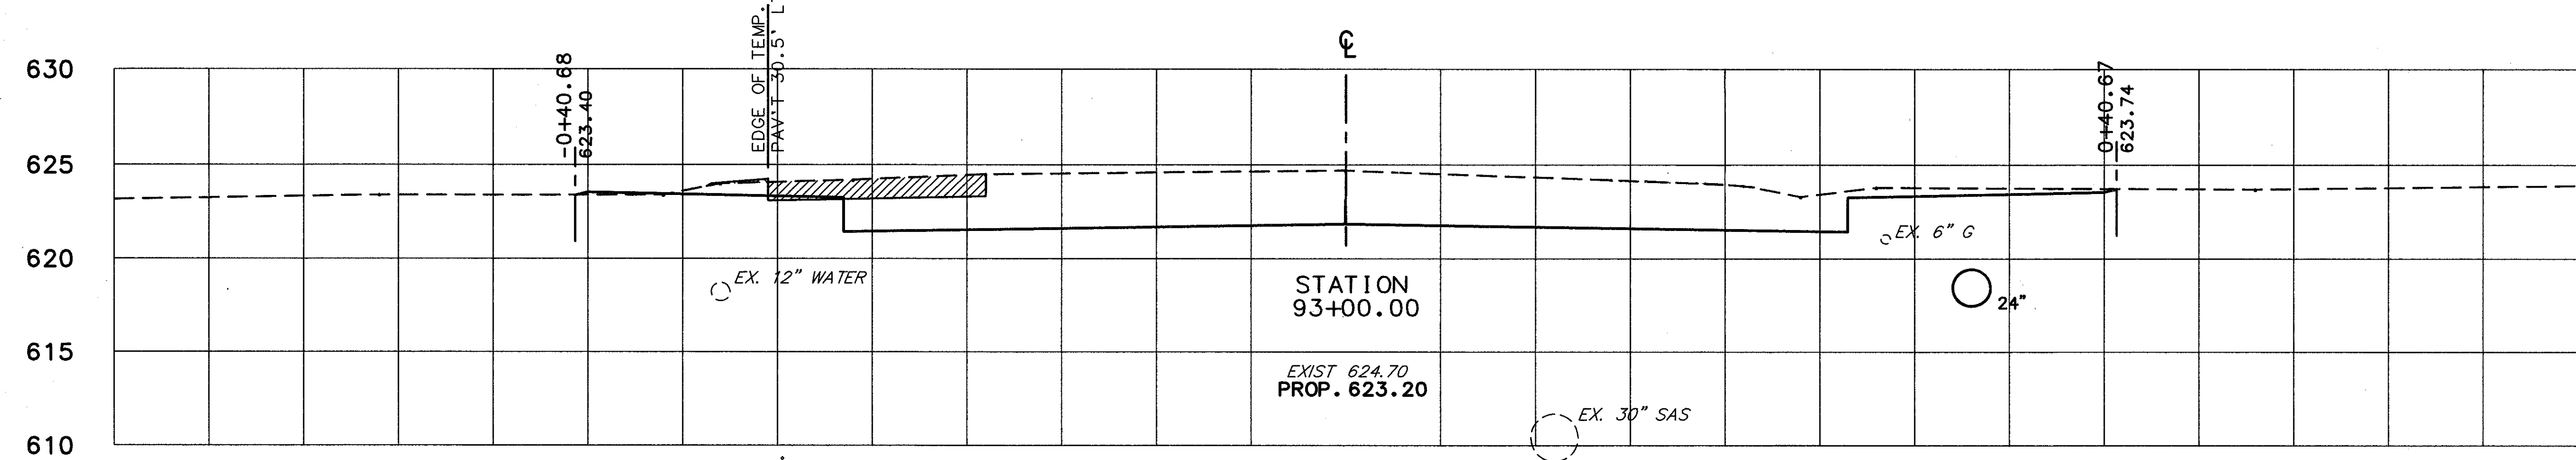 630
625
620
615
610
-0+40.68
623.40
EDGE OF TEMP.
PAV'T 30.5' L
℄
0+40.67
623.74
EX. 12" WATER
STATION
93+00.00
EXIST 624.70
PROP. 623.20
EX. 6" G
24"
EX. 30" SAS